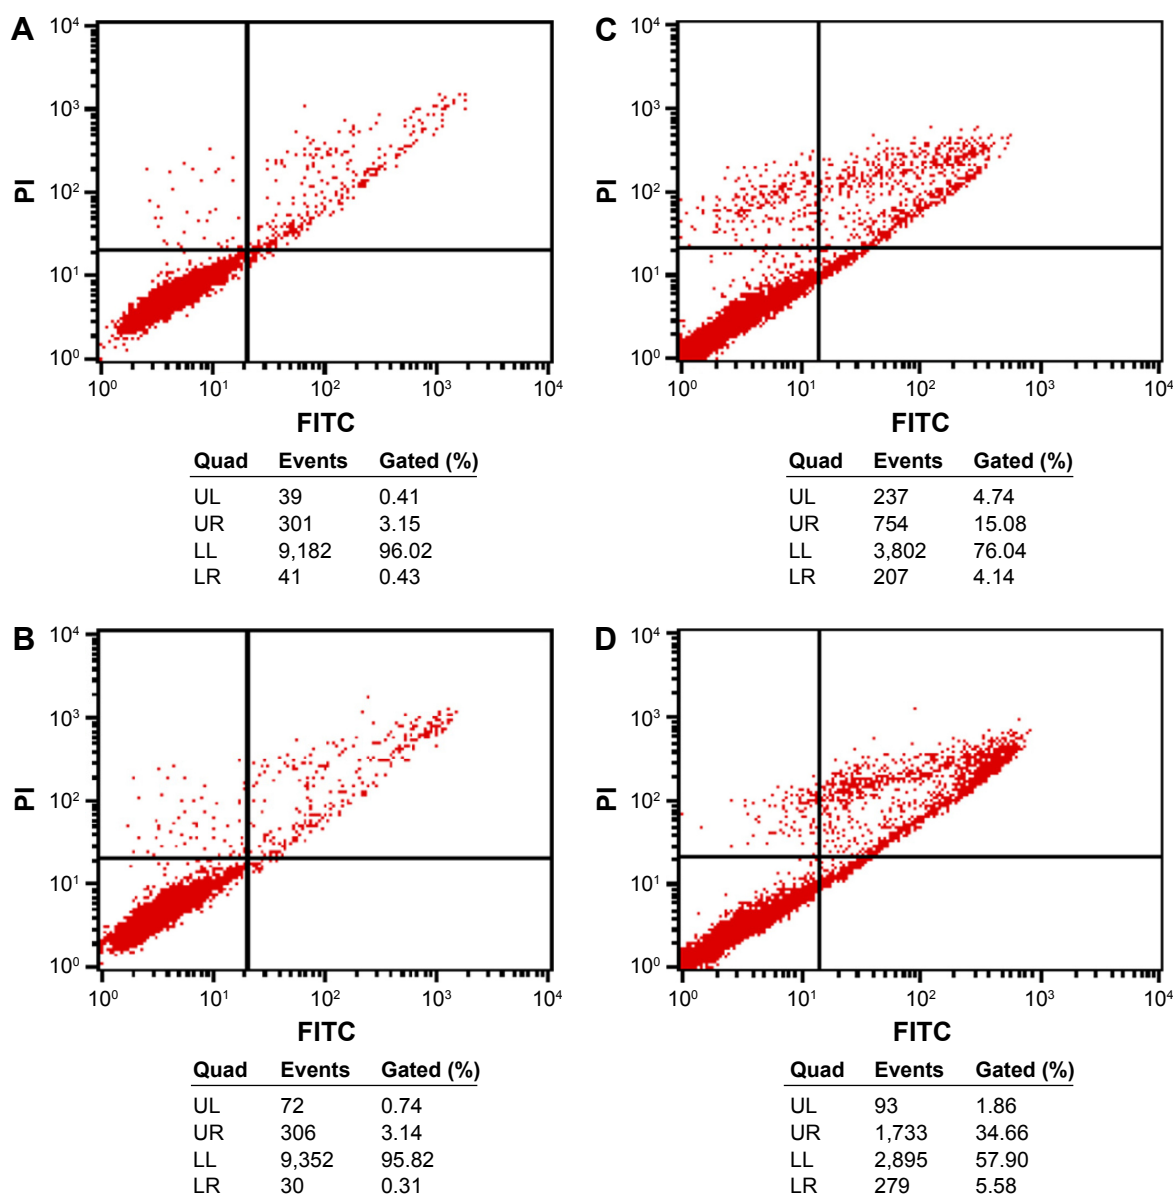 A
PI
10⁴
10³
10²
10¹
10⁰
10⁰ 10¹ 10² 10³ 10⁴
FITC
Quad Events Gated (%)
UL 39 0.41
UR 301 3.15
LL 9,182 96.02
LR 41 0.43
C
PI
10⁴
10³
10²
10¹
10⁰
10⁰ 10¹ 10² 10³ 10⁴
FITC
Quad Events Gated (%)
UL 237 4.74
UR 754 15.08
LL 3,802 76.04
LR 207 4.14
B
PI
10⁴
10³
10²
10¹
10⁰
10⁰ 10¹ 10² 10³ 10⁴
FITC
Quad Events Gated (%)
UL 72 0.74
UR 306 3.14
LL 9,352 95.82
LR 30 0.31
D
PI
10⁴
10³
10²
10¹
10⁰
10⁰ 10¹ 10² 10³ 10⁴
FITC
Quad Events Gated (%)
UL 93 1.86
UR 1,733 34.66
LL 2,895 57.90
LR 279 5.58